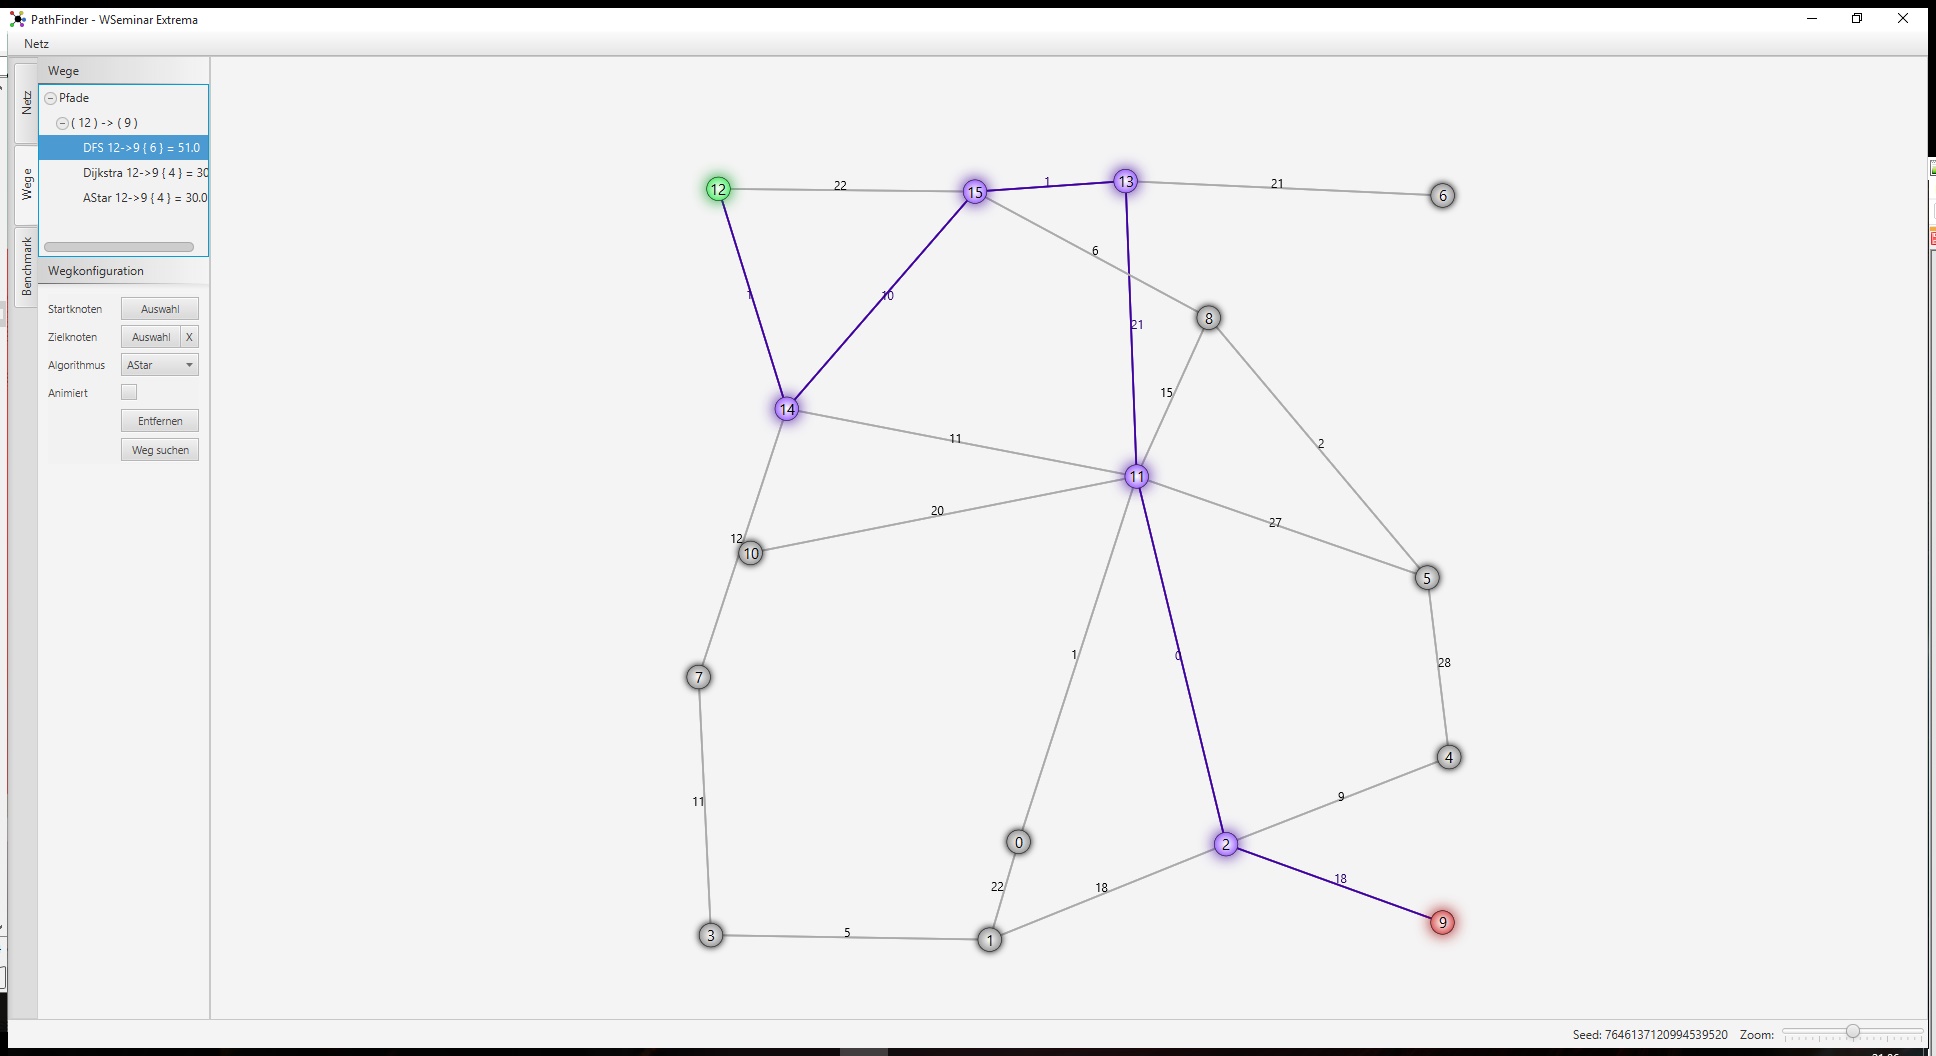 PathFinder - WSeminar Extrema
Netz
Netz
Wege
Benchmark
Wege
Pfade
( 12 ) -> ( 9 )
DFS 12->9 { 6 } = 51.0
Dijkstra 12->9 { 4 } = 30
AStar 12->9 { 4 } = 30.0
Wegkonfiguration
Startknoten Auswahl
Zielknoten Auswahl X
Algorithmus AStar
Animiert
Entfernen
Weg suchen
12 22 15 1 13 21 6
6
1 10 21 8
15
14 11 2
11
20 27
12 10 5
1 0 28
7
4
11 9
0 2
22 18 18 9
3 5 1
Seed: 7646137120994539520 Zoom: